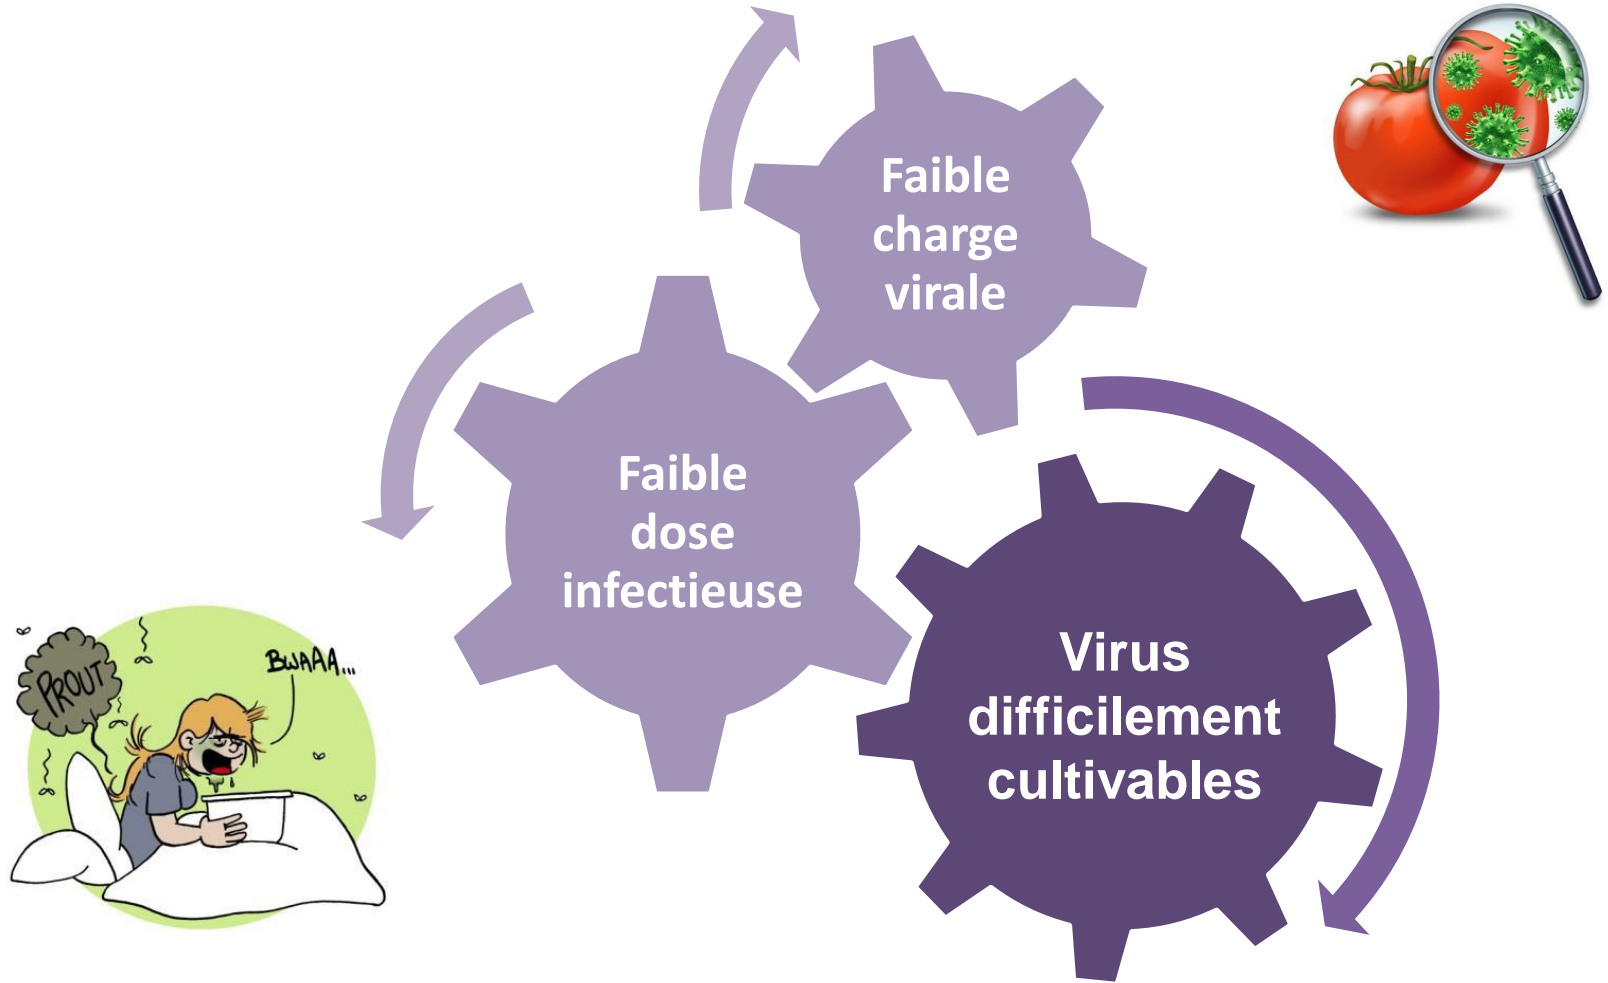 Faible
charge
virale
Faible
dose
infectieuse
Virus
difficilement
cultivables
PROUT
BWAAA...